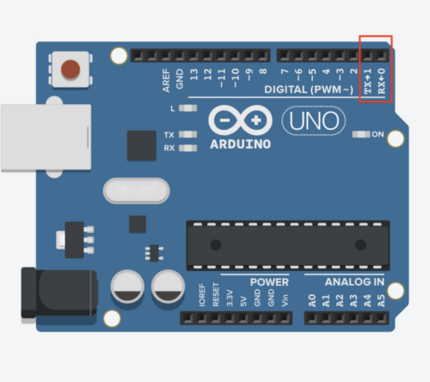 AREF
GND
13
12
~11
~10
~9
8
7
~6
~5
4
~3
2
TX→1
RX←0
DIGITAL (PWM~)
L
TX
RX
ARDUINO
UNO
ON
POWER
ANALOG IN
IOREF
RESET
3.3V
5V
GND
GND
Vin
A0
A1
A2
A3
A4
A5